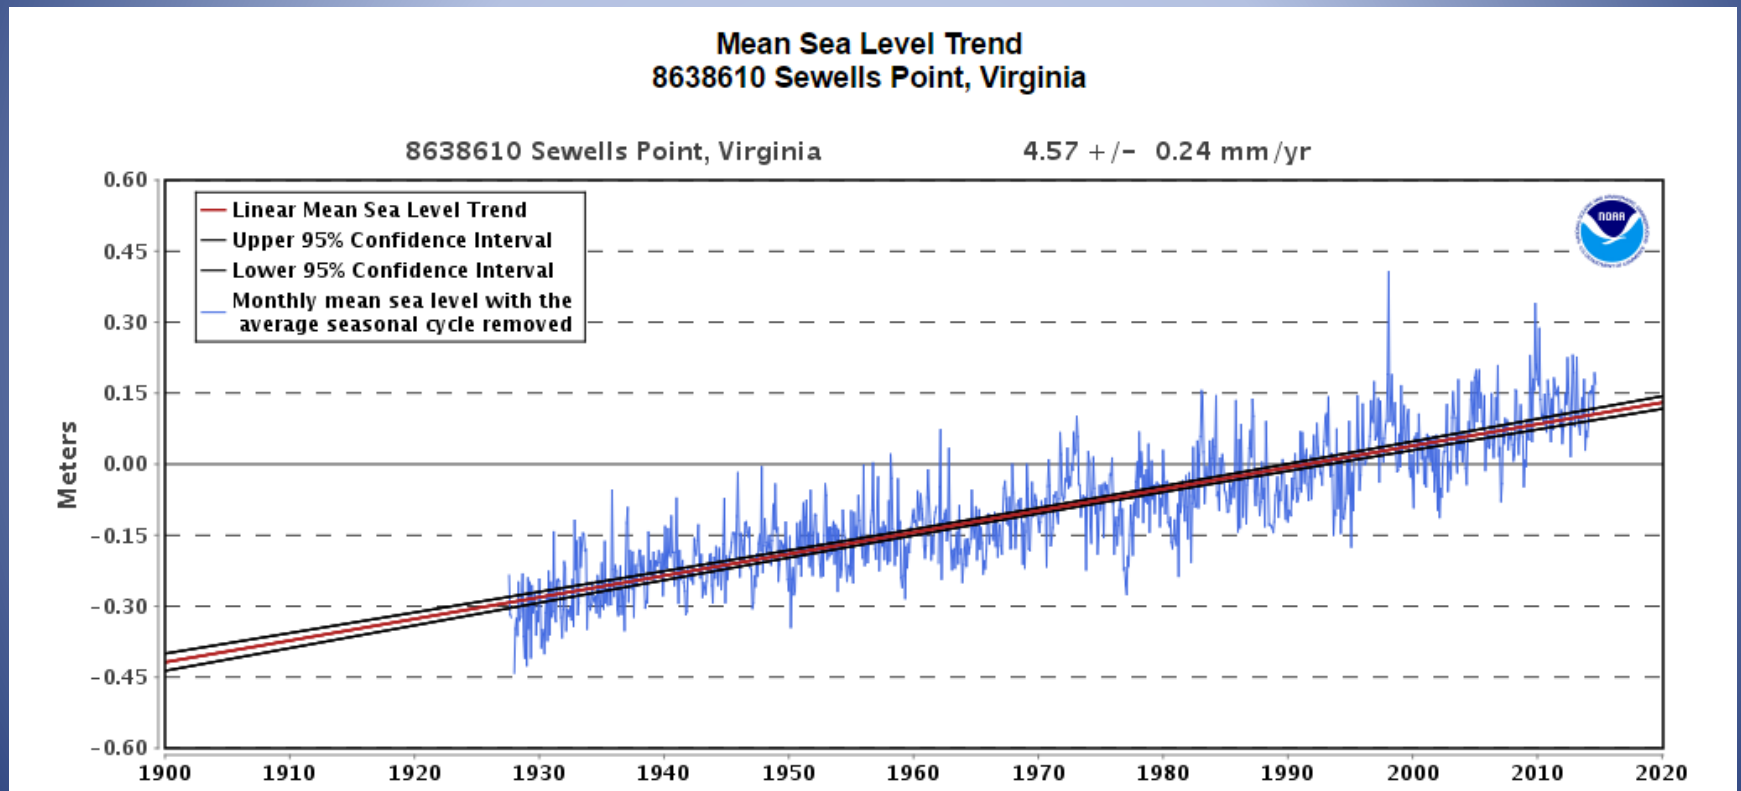 Mean Sea Level Trend
8638610 Sewells Point, Virginia
8638610 Sewells Point, Virginia 4.57 +/- 0.24 mm/yr
0.60
0.45
0.30
0.15
0.00
-0.15
-0.30
-0.45
-0.60
Meters
Linear Mean Sea Level Trend
Upper 95% Confidence Interval
Lower 95% Confidence Interval
Monthly mean sea level with the
average seasonal cycle removed
NOAA
1900 1910 1920 1930 1940 1950 1960 1970 1980 1990 2000 2010 2020